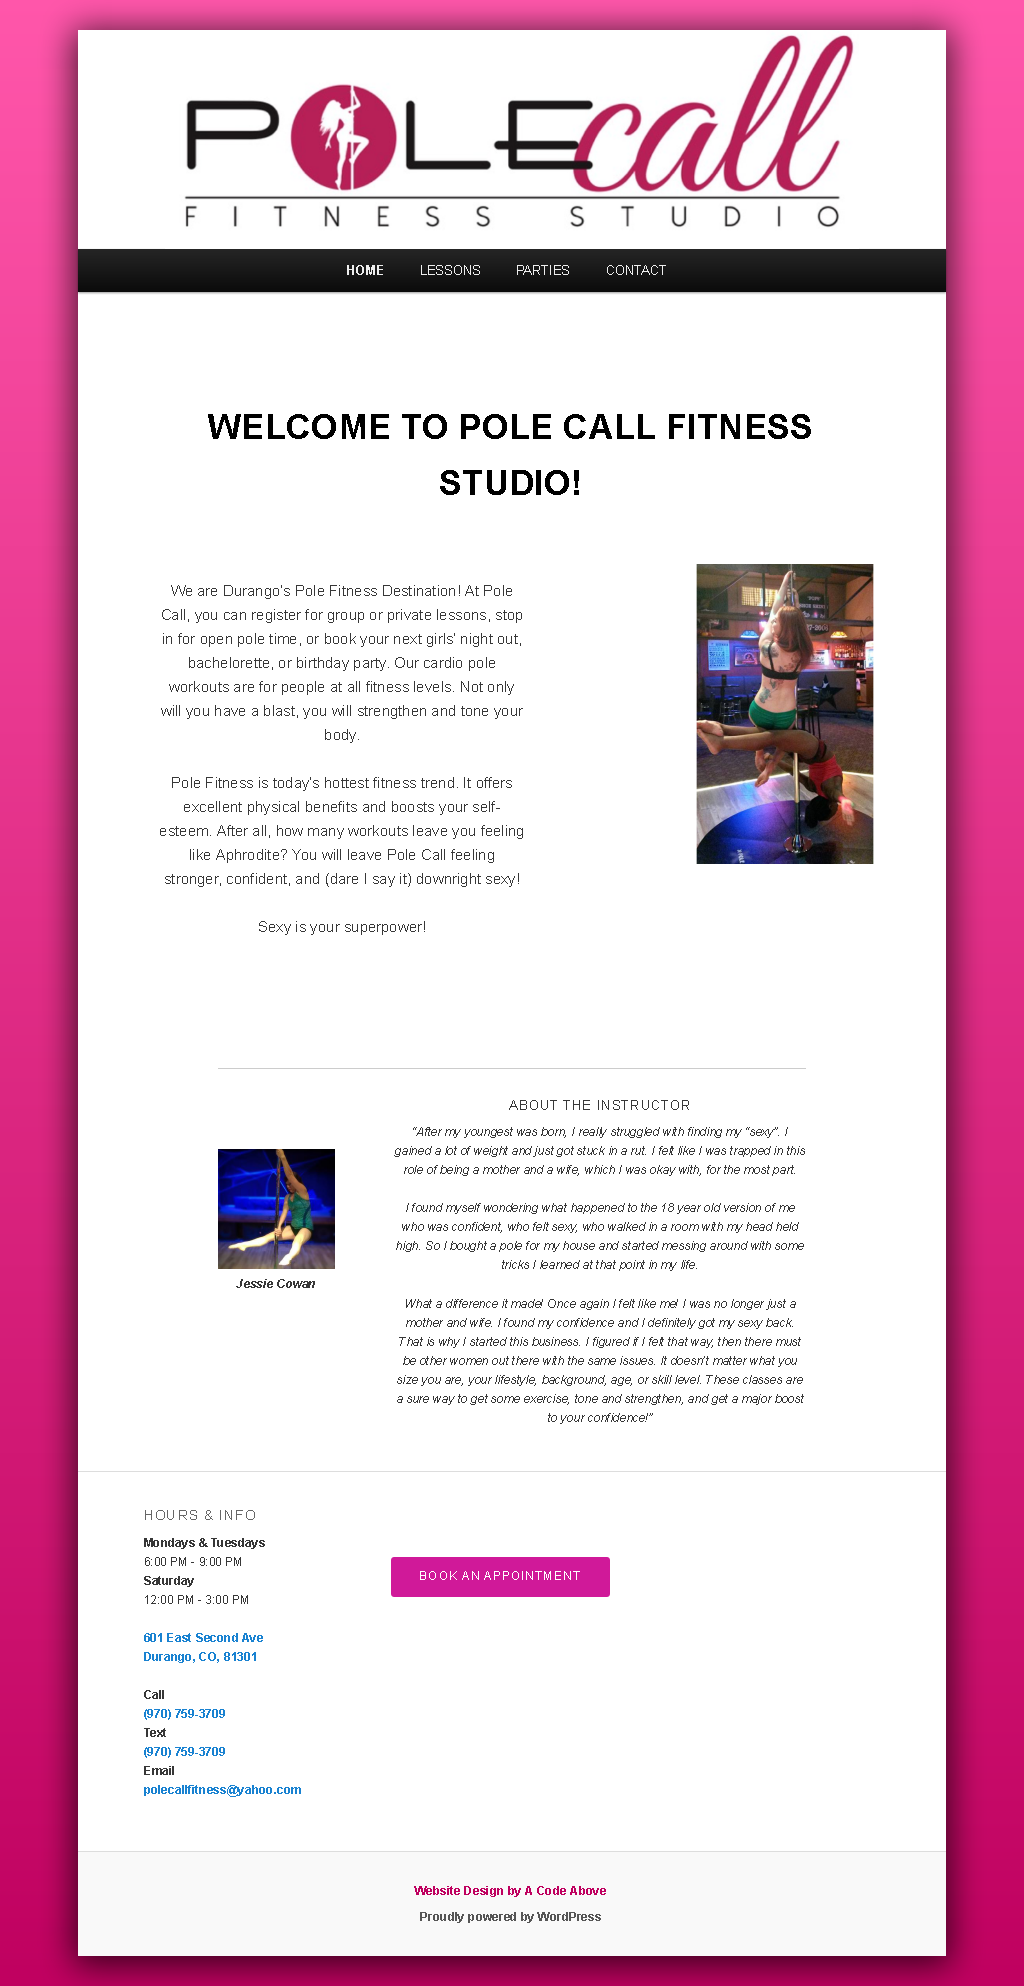 POLE call
FITNESS STUDIO
HOME LESSONS PARTIES CONTACT
WELCOME TO POLE CALL FITNESS
STUDIO!
We are Durango's Pole Fitness Destination! At Pole
Call, you can register for group or private lessons, stop
in for open pole time, or book your next girls' night out,
bachelorette, or birthday party. Our cardio pole
workouts are for people at all fitness levels. Not only
will you have a blast, you will strengthen and tone your
body.
Pole Fitness is today's hottest fitness trend. It offers
excellent physical benefits and boosts your self-
esteem. After all, how many workouts leave you feeling
like Aphrodite? You will leave Pole Call feeling
stronger, confident, and (dare I say it) downright sexy!
Sexy is your superpower!
ABOUT THE INSTRUCTOR
"After my youngest was born, I really struggled with finding my "sexy". I
gained a lot of weight and just got stuck in a rut. I felt like I was trapped in this
role of being a mother and a wife, which I was okay with, for the most part.
I found myself wondering what happened to the 18 year old version of me
who was confident, who felt sexy, who walked in a room with my head held
high. So I bought a pole for my house and started messing around with some
tricks I learned at that point in my life.
Jessie Cowan
What a difference it made! Once again I felt like me! I was no longer just a
mother and wife. I found my confidence and I definitely got my sexy back.
That is why I started this business. I figured if I felt that way, then there must
be other women out there with the same issues. It doesn't matter what you
size you are, your lifestyle, background, age, or skill level. These classes are
a sure way to get some exercise, tone and strengthen, and get a major boost
to your confidence!"
HOURS & INFO
Mondays & Tuesdays
6:00 PM - 9:00 PM
Saturday
12:00 PM - 3:00 PM
601 East Second Ave
Durango, CO, 81301
Call
(970) 759-3709
Text
(970) 759-3709
Email
polecallfitness@yahoo.com
BOOK AN APPOINTMENT
Website Design by A Code Above
Proudly powered by WordPress